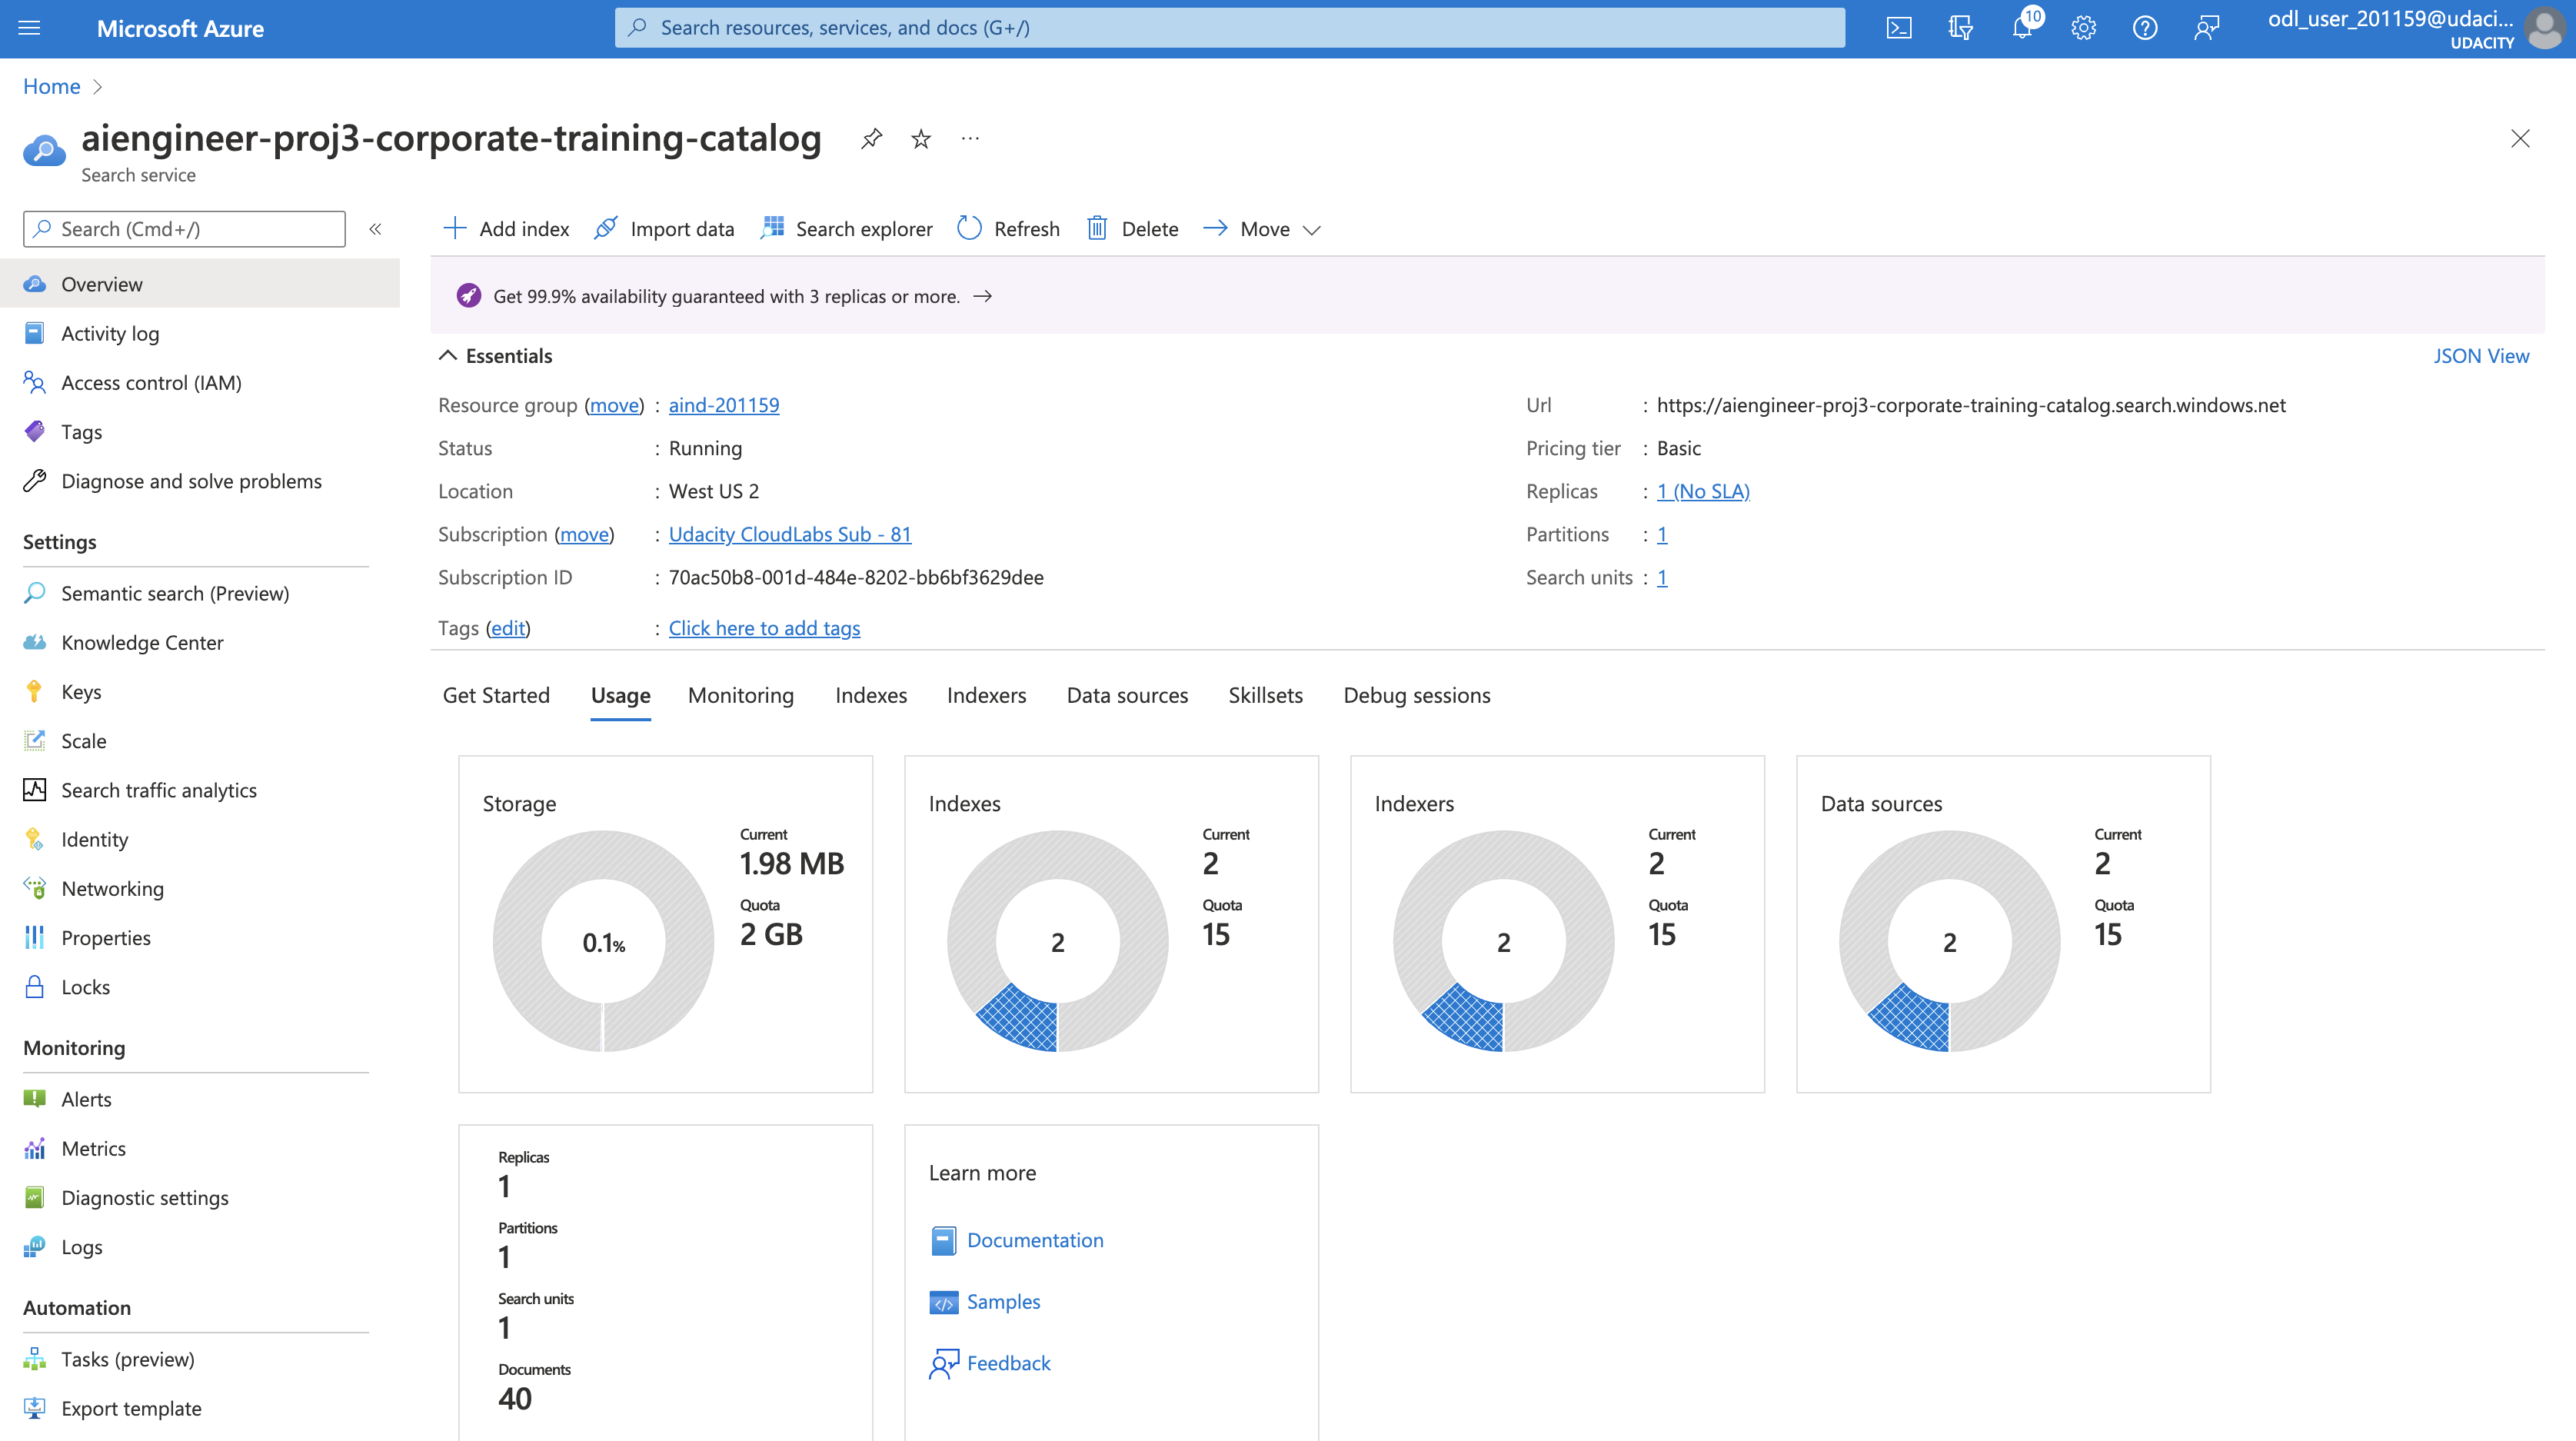 Microsoft Azure
Search resources, services, and docs (G+/)
10
odl_user_201159@udaci...
UDACITY
Home
aiengineer-proj3-corporate-training-catalog
...
Search service
Search (Cmd+/)
«
Add index
Import data
Search explorer
Refresh
Delete
Move
Overview
Activity log
Access control (IAM)
Tags
Diagnose and solve problems
Settings
Semantic search (Preview)
Knowledge Center
Keys
Scale
Search traffic analytics
Identity
Networking
Properties
Locks
Monitoring
Alerts
Metrics
Diagnostic settings
Logs
Automation
Tasks (preview)
Export template
Get 99.9% availability guaranteed with 3 replicas or more. →
Essentials
JSON View
Resource group (move) : aind-201159
Status : Running
Location : West US 2
Subscription (move) : Udacity CloudLabs Sub - 81
Subscription ID : 70ac50b8-001d-484e-8202-bb6bf3629dee
Tags (edit) : Click here to add tags
Url : https://aiengineer-proj3-corporate-training-catalog.search.windows.net
Pricing tier : Basic
Replicas : 1 (No SLA)
Partitions : 1
Search units : 1
Get Started
Usage
Monitoring
Indexes
Indexers
Data sources
Skillsets
Debug sessions
Storage
0.1%
Current
1.98 MB
Quota
2 GB
Indexes
2
Current
2
Quota
15
Indexers
2
Current
2
Quota
15
Data sources
2
Current
2
Quota
15
Replicas
1
Partitions
1
Search units
1
Documents
40
Learn more
Documentation
Samples
Feedback